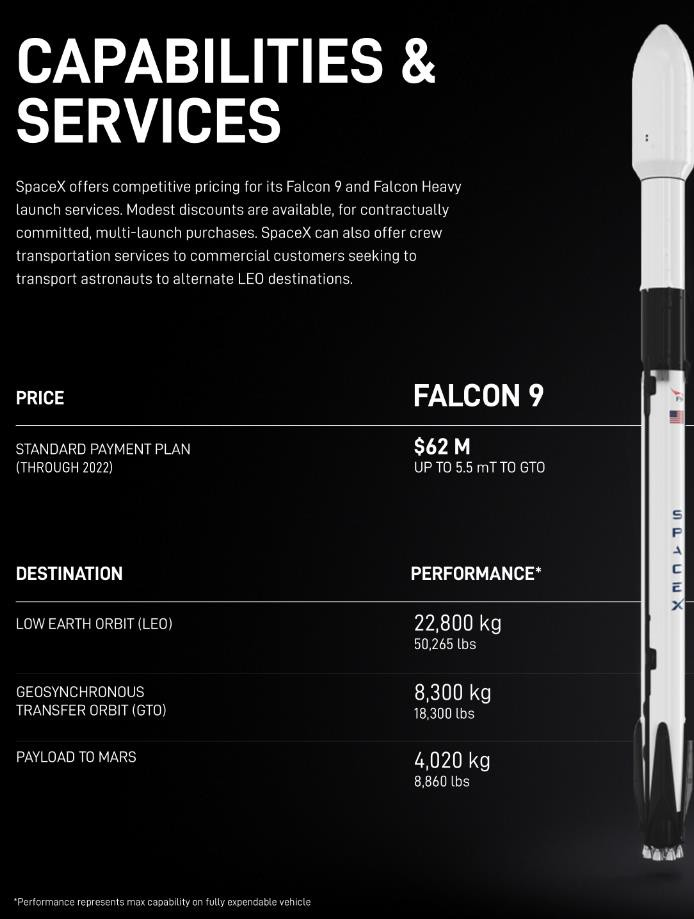 CAPABILITIES &
SERVICES
SpaceX offers competitive pricing for its Falcon 9 and Falcon Heavy
launch services. Modest discounts are available, for contractually
committed, multi-launch purchases. SpaceX can also offer crew
transportation services to commercial customers seeking to
transport astronauts to alternate LEO destinations.
PRICE FALCON 9
STANDARD PAYMENT PLAN $62 M
(THROUGH 2022) UP TO 5.5 mT TO GTO
DESTINATION PERFORMANCE*
LOW EARTH ORBIT (LEO) 22,800 kg
50,265 lbs
GEOSYNCHRONOUS 8,300 kg
TRANSFER ORBIT (GTO) 18,300 lbs
PAYLOAD TO MARS 4,020 kg
8,860 lbs
SPACEX
*Performance represents max capability on fully expendable vehicle